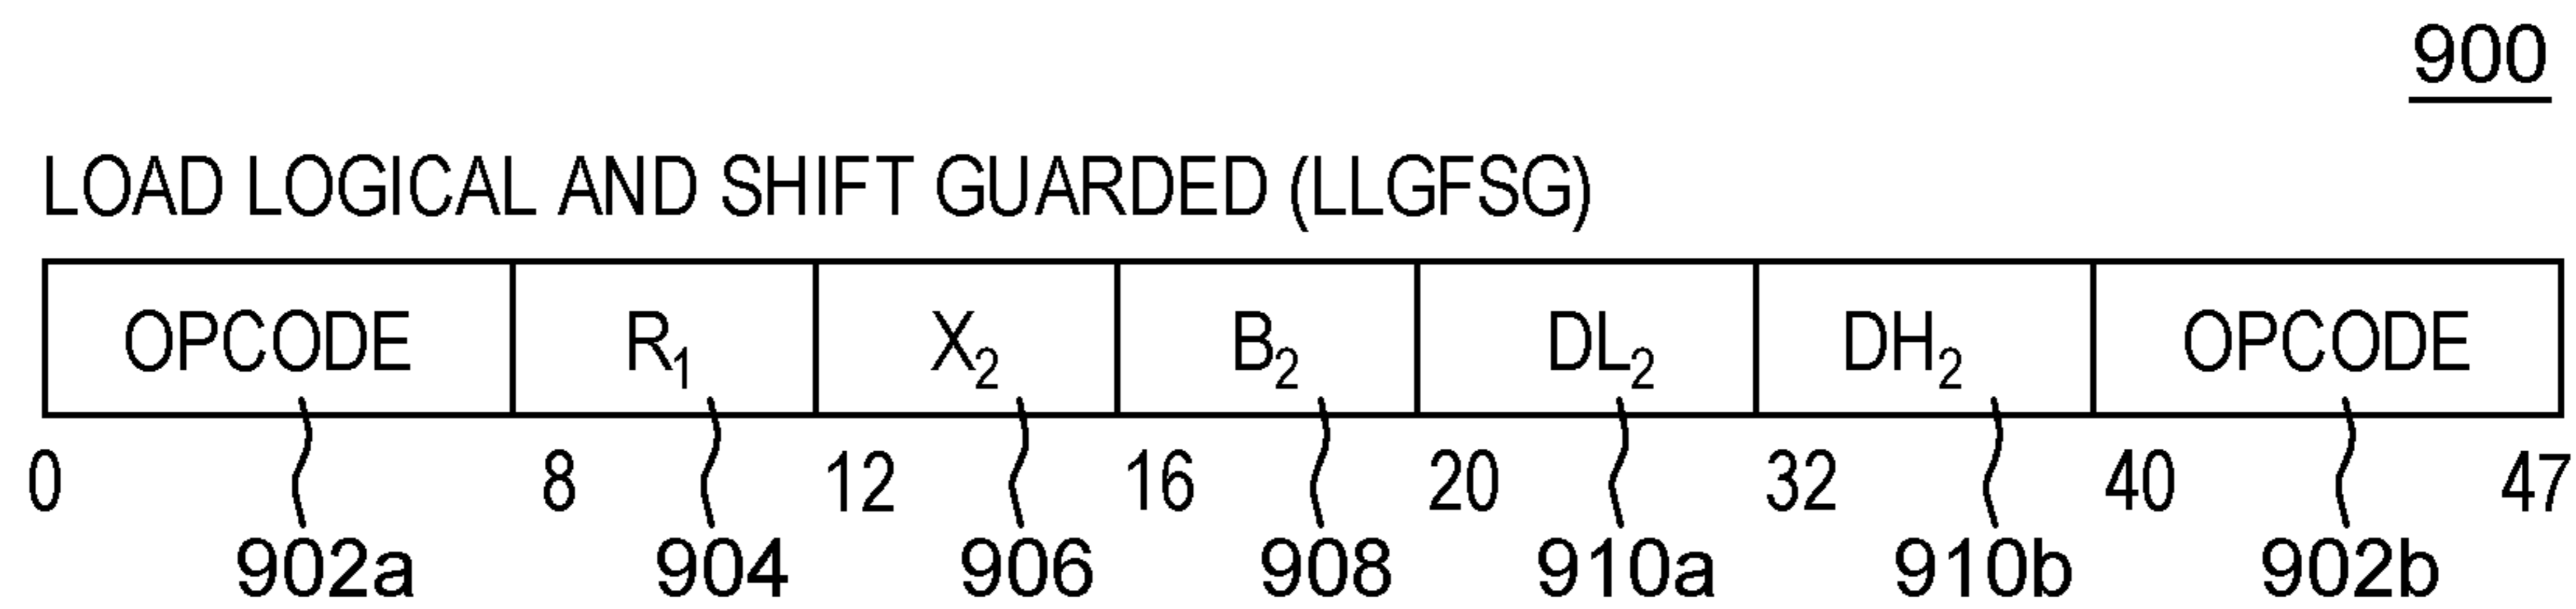 900
LOAD LOGICAL AND SHIFT GUARDED (LLGFSG)
OPCODE R₁ X₂ B₂ DL₂ DH₂ OPCODE
0 8 12 16 20 32 40 47
902a 904 906 908 910a 910b 902b